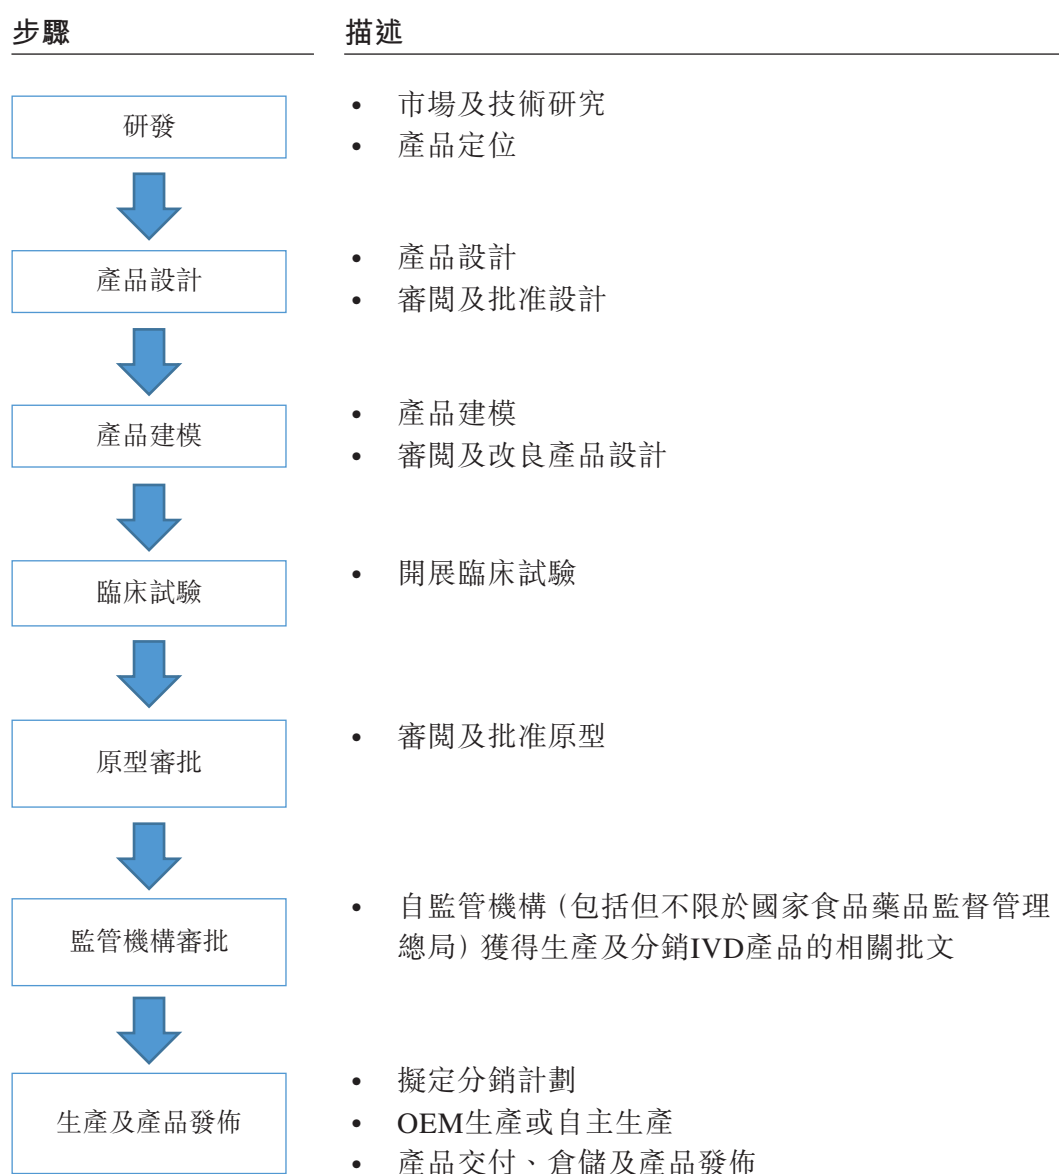 步驟 描述
研發
• 市場及技術研究
• 產品定位
產品設計
• 產品設計
• 審閱及批准設計
產品建模
• 產品建模
• 審閱及改良產品設計
臨床試驗
• 開展臨床試驗
原型審批
• 審閱及批准原型
監管機構審批
• 自監管機構(包括但不限於國家食品藥品監督管理
總局)獲得生產及分銷IVD產品的相關批文
生產及產品發佈
• 擬定分銷計劃
• OEM生產或自主生產
• 產品交付、倉儲及產品發佈